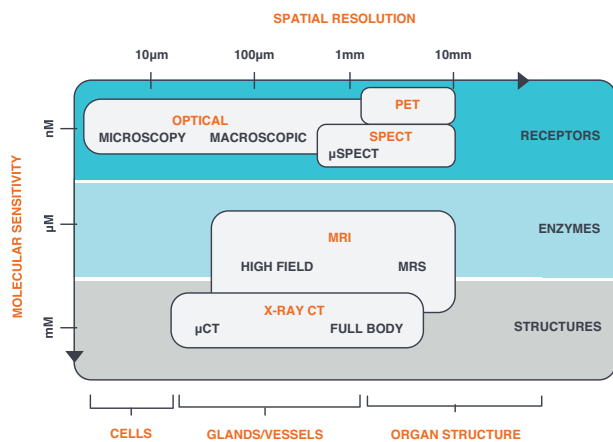 SPATIAL RESOLUTION
10µm
100µm
1mm
10mm
MOLECULAR SENSITIVITY
nM
µM
mM
PET
OPTICAL
MICROSCOPY
MACROSCOPIC
SPECT
µSPECT
RECEPTORS
ENZYMES
MRI
HIGH FIELD
MRS
X-RAY CT
µCT
FULL BODY
STRUCTURES
CELLS
GLANDS/VESSELS
ORGAN STRUCTURE